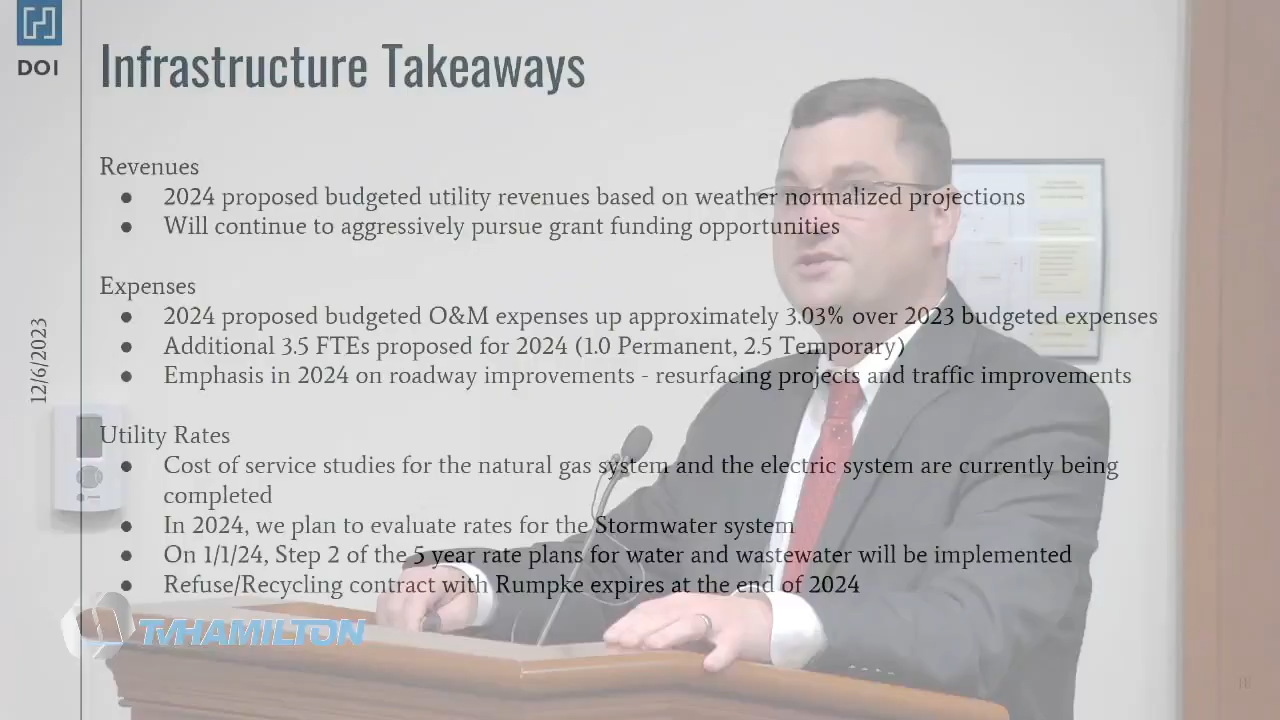 DOI
Infrastructure Takeaways
Revenues
● 2024 proposed budgeted utility revenues based on weather normalized projections
● Will continue to aggressively pursue grant funding opportunities
Expenses
● 2024 proposed budgeted O&M expenses up approximately 3.03% over 2023 budgeted expenses
● Additional 3.5 FTEs proposed for 2024 (1.0 Permanent, 2.5 Temporary)
● Emphasis in 2024 on roadway improvements - resurfacing projects and traffic improvements
12/6/2023
Utility Rates
● Cost of service studies for the natural gas system and the electric system are currently being
completed
● In 2024, we plan to evaluate rates for the Stormwater system
● On 1/1/24, Step 2 of the 5 year rate plans for water and wastewater will be implemented
● Refuse/Recycling contract with Rumpke expires at the end of 2024
TVHAMILTON